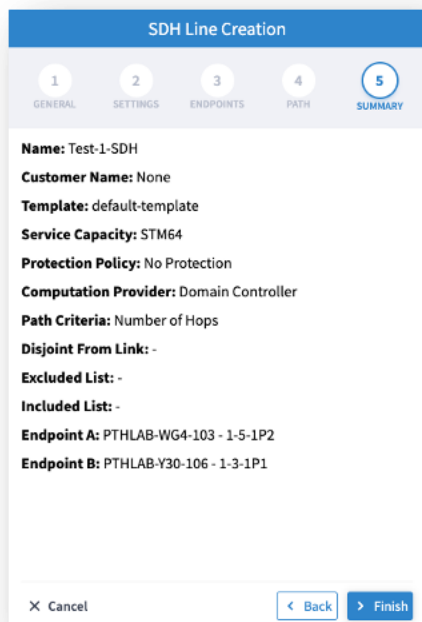 SDH Line Creation
1 2 3 4 5
GENERAL SETTINGS ENDPOINTS PATH SUMMARY
Name: Test-1-SDH
Customer Name: None
Template: default-template
Service Capacity: STM64
Protection Policy: No Protection
Computation Provider: Domain Controller
Path Criteria: Number of Hops
Disjoint From Link: -
Excluded List: -
Included List: -
Endpoint A: PTHLAB-WG4-103 - 1-5-1P2
Endpoint B: PTHLAB-Y30-106 - 1-3-1P1
Cancel Back Finish